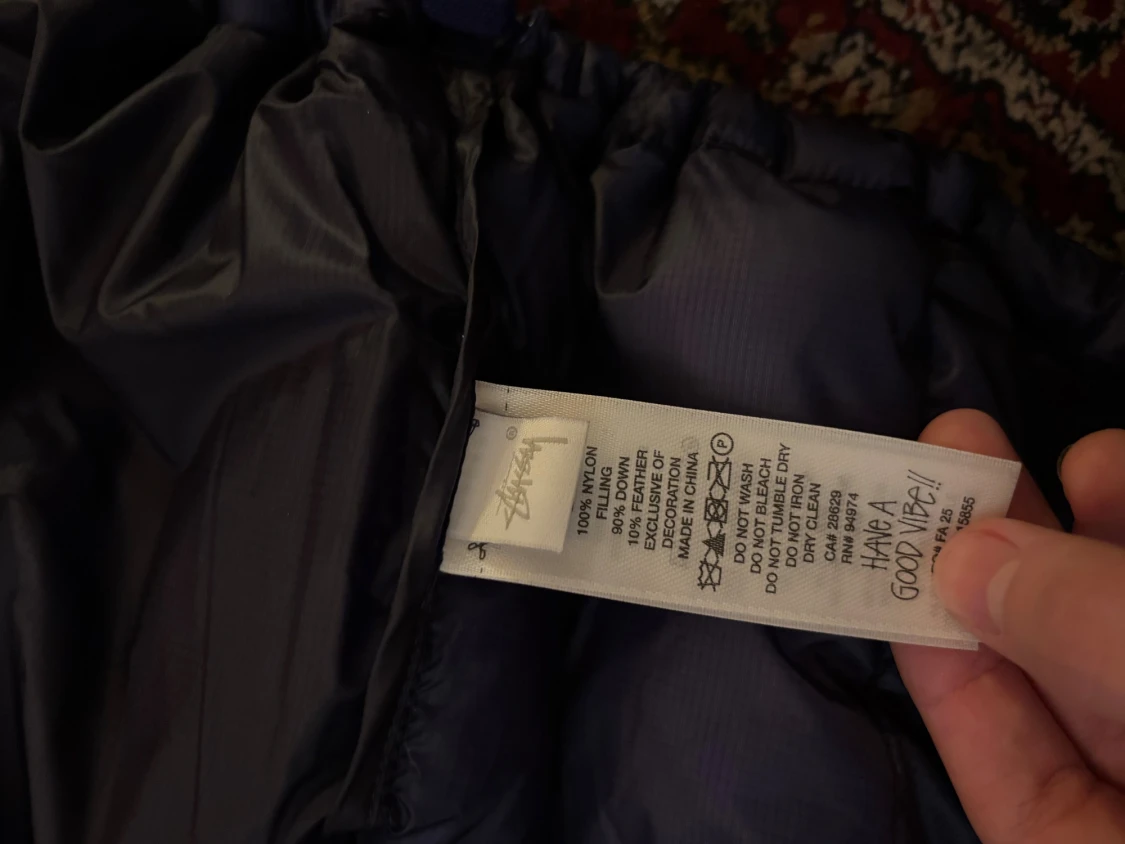 STÜSSY ®
100% NYLON
FILLING
90% DOWN
10% FEATHER
EXCLUSIVE OF
DECORATION
MADE IN CHINA
P
DO NOT WASH
DO NOT BLEACH
DO NOT TUMBLE DRY
DO NOT IRON
DRY CLEAN
CA# 28629
RN# 94974
HAVE A
GOOD VIBE!!
FA 25
15855